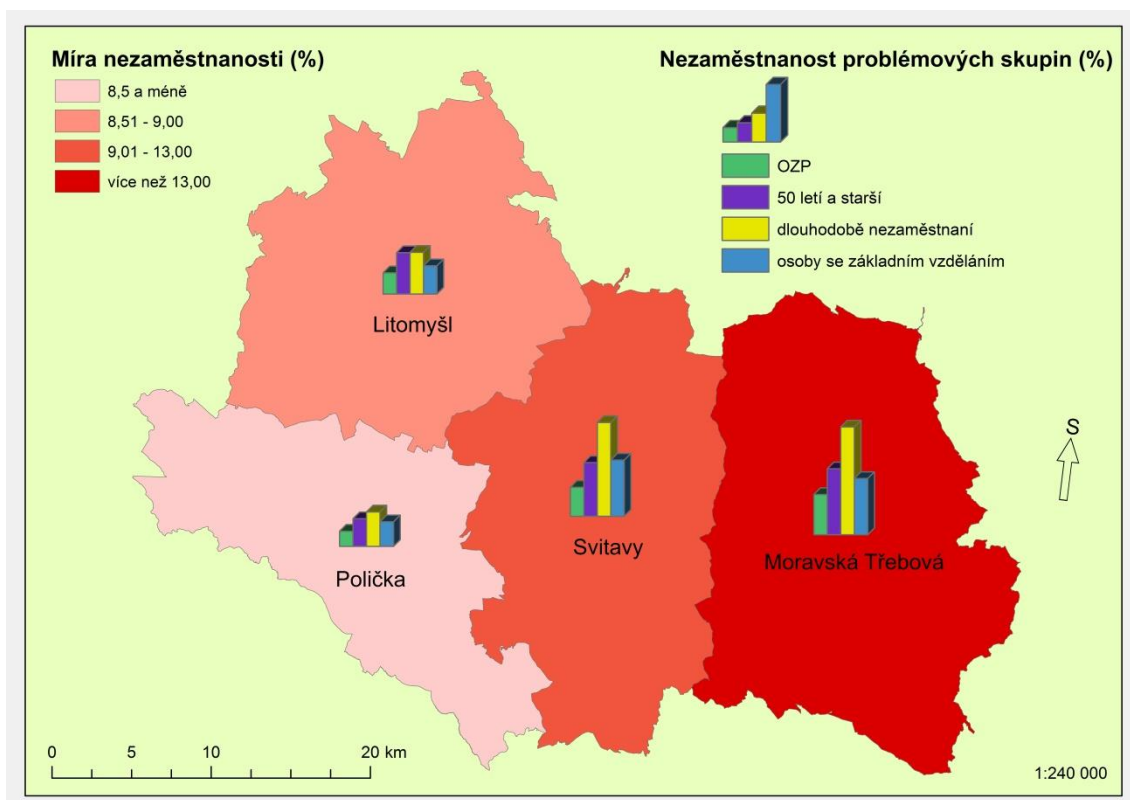 Míra nezaměstnanosti (%)
8,5 a méně
8,51 - 9,00
9,01 - 13,00
více než 13,00
Nezaměstnanost problémových skupin (%)
OZP
50 letí a starší
dlouhodobě nezaměstnaní
osoby se základním vzděláním
Litomyšl
Polička
Svitavy
Moravská Třebová
S
0 5 10 20 km
1:240 000